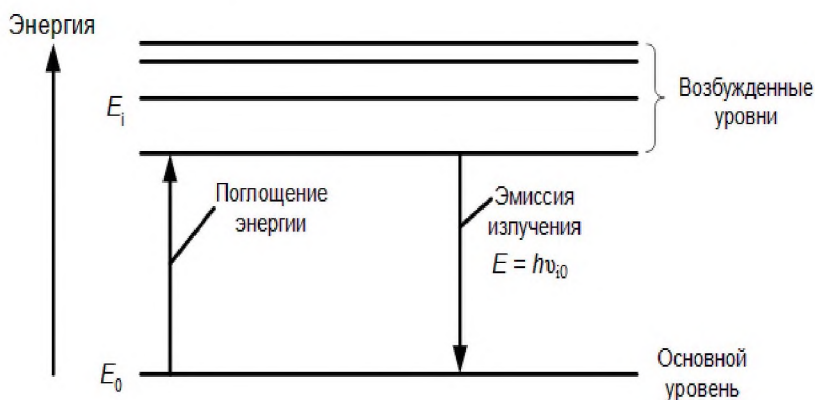 Энергия
Возбужденные
уровни
E_i
Поглощение
энергии
Эмиссия
излучения
E = hυ_i0
E_0
Основной
уровень